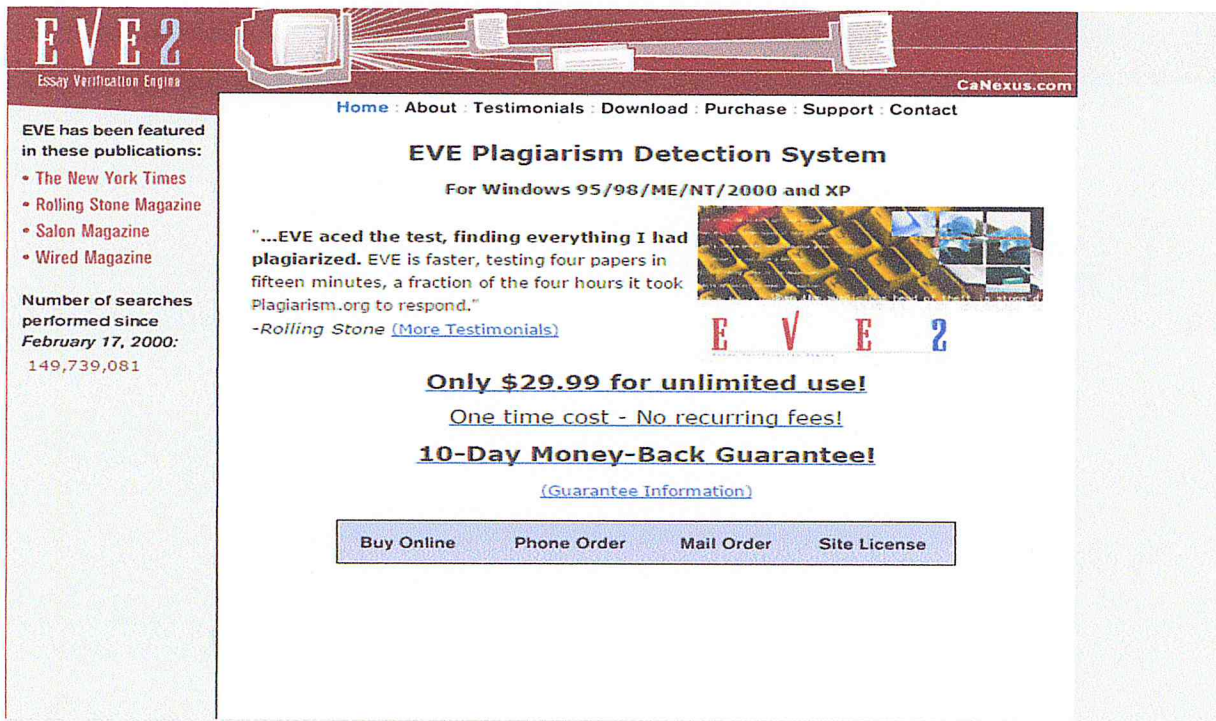 EVE2
Essay Verification Engine
CaNexus.com
Home : About : Testimonials : Download : Purchase : Support : Contact
EVE has been featured
in these publications:
• The New York Times
• Rolling Stone Magazine
• Salon Magazine
• Wired Magazine
Number of searches
performed since
February 17, 2000:
149,739,081
EVE Plagiarism Detection System
For Windows 95/98/ME/NT/2000 and XP
"...EVE aced the test, finding everything I had
plagiarized. EVE is faster, testing four papers in
fifteen minutes, a fraction of the four hours it took
Plagiarism.org to respond."
-Rolling Stone (More Testimonials)
E V E 2
Only $29.99 for unlimited use!
One time cost - No recurring fees!
10-Day Money-Back Guarantee!
(Guarantee Information)
Buy Online Phone Order Mail Order Site License